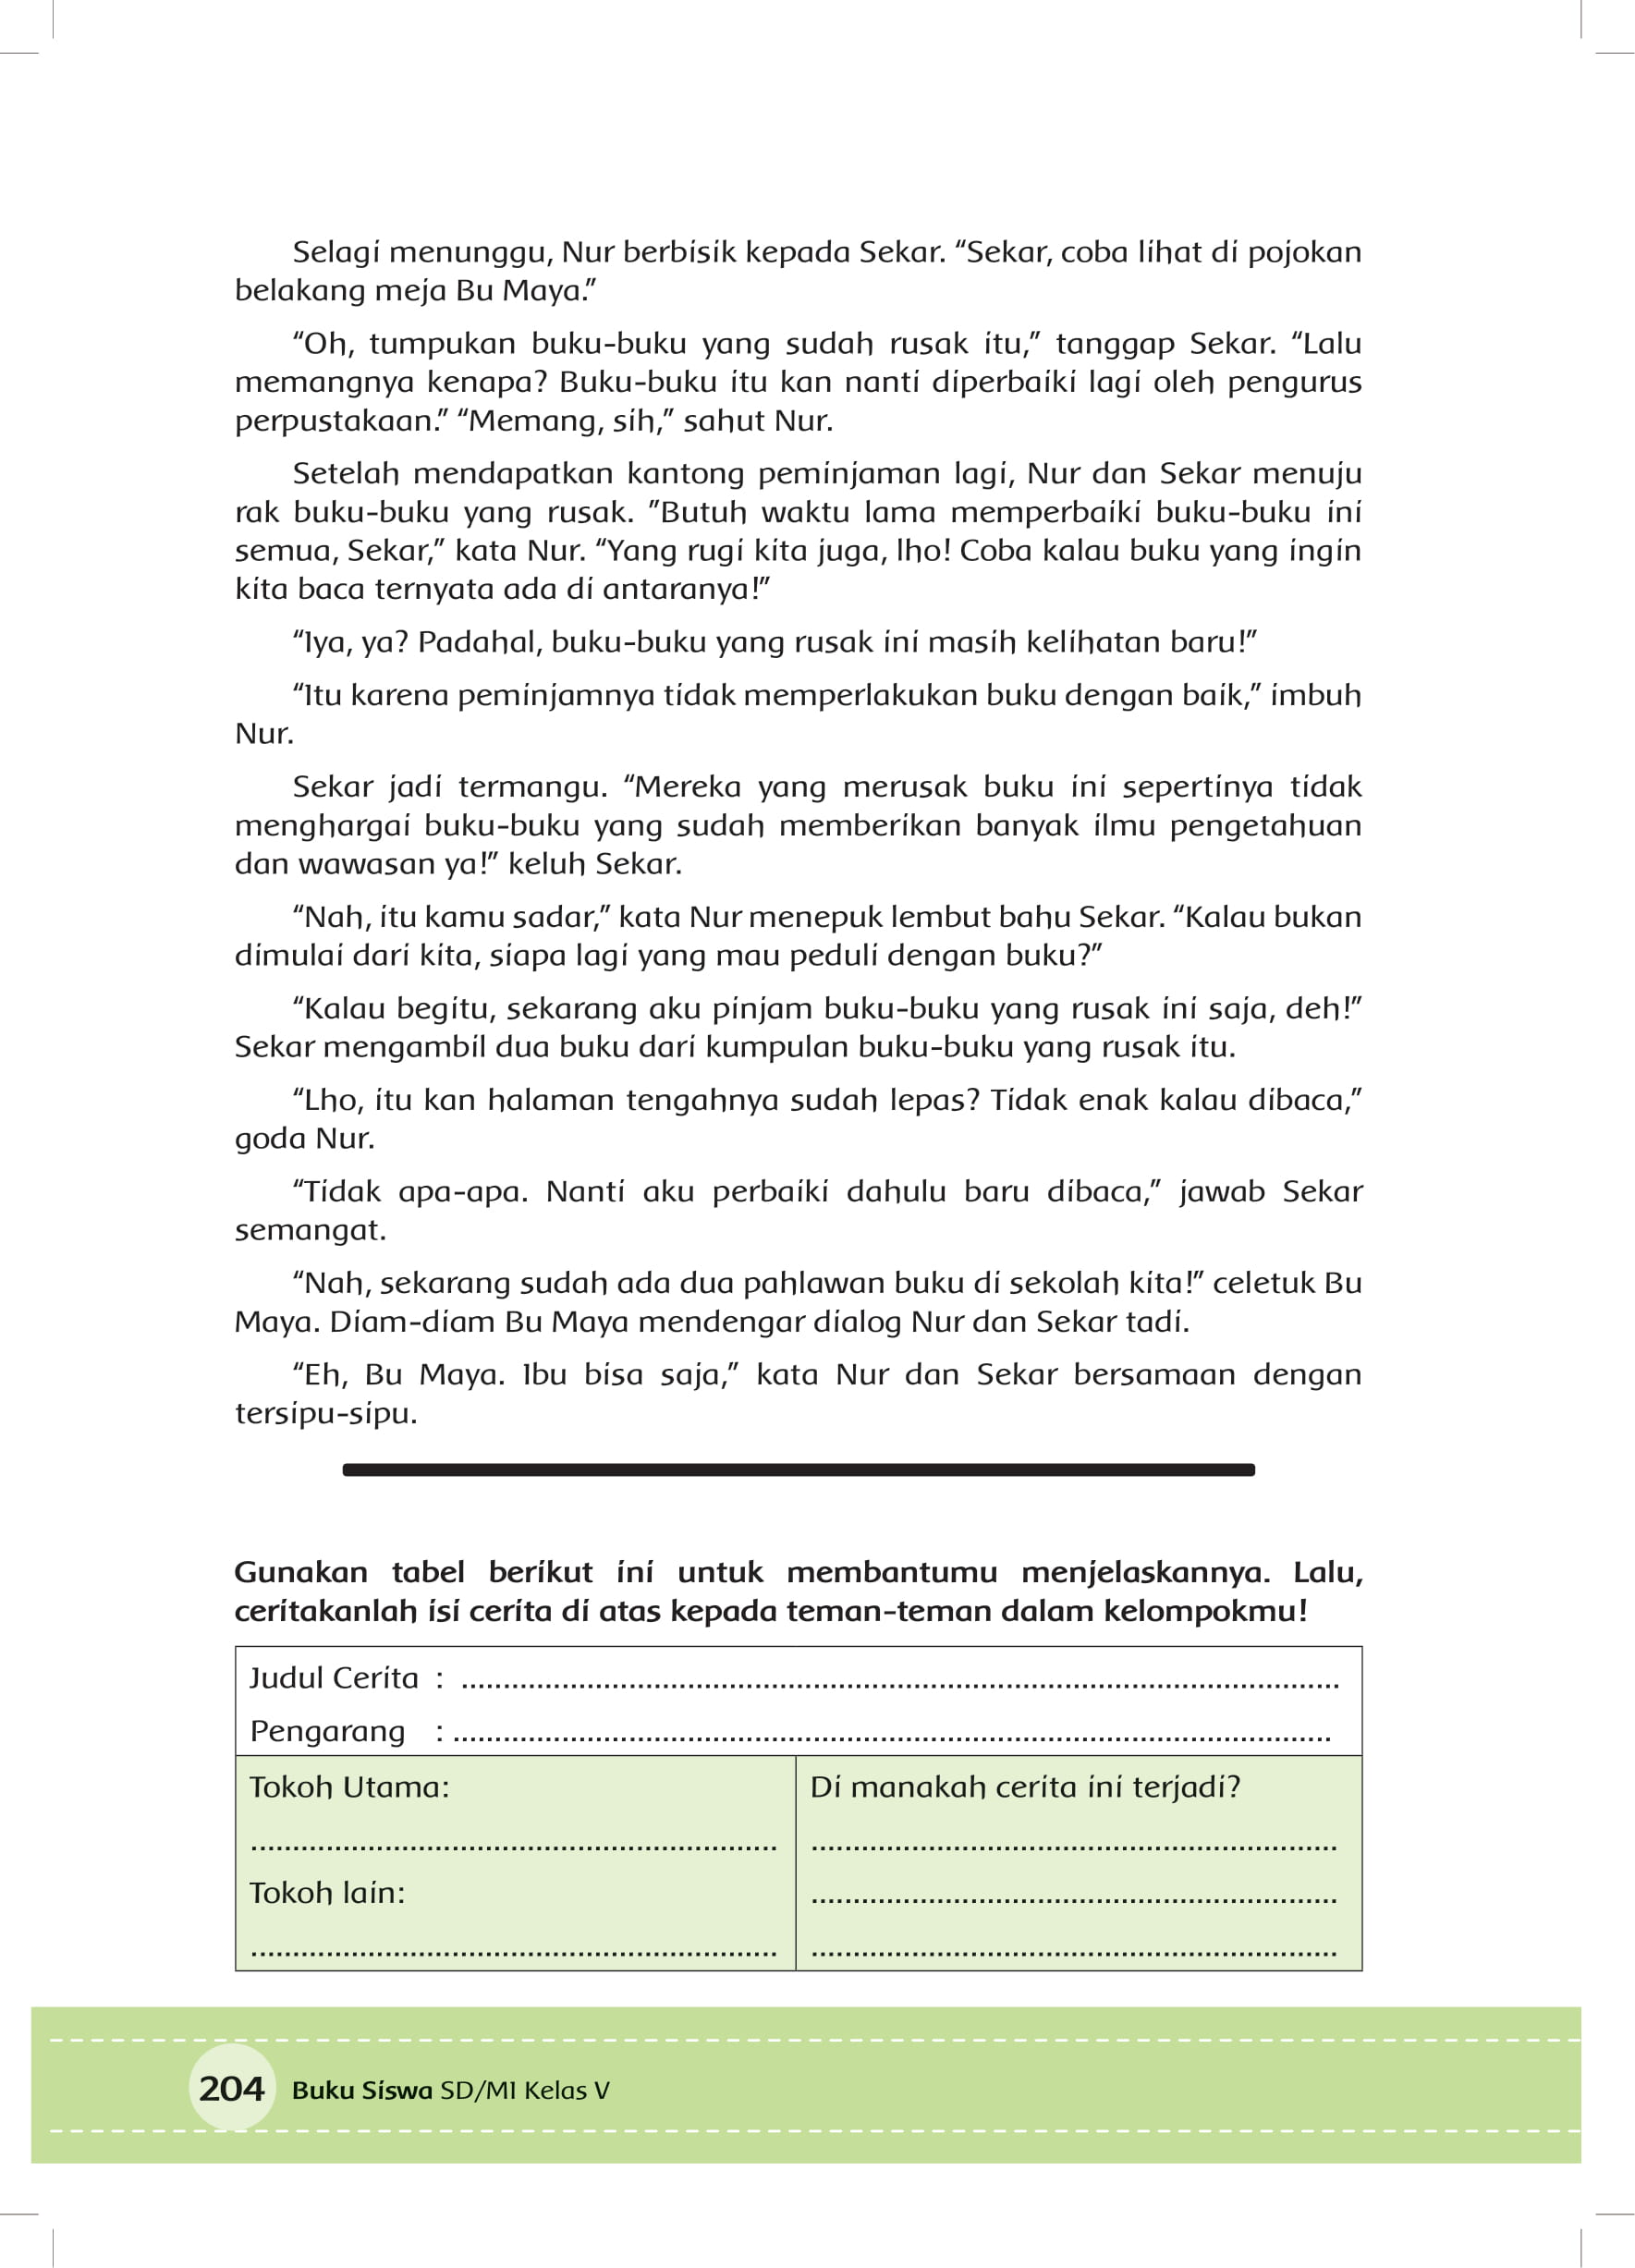 Selagi menunggu, Nur berbisik kepada Sekar. “Sekar, coba lihat di pojokan
belakang meja Bu Maya.”
“Oh, tumpukan buku-buku yang sudah rusak itu,” tanggap Sekar. “Lalu
memangnya kenapa? Buku-buku itu kan nanti diperbaiki lagi oleh pengurus
perpustakaan.” “Memang, sih,” sahut Nur.
Setelah mendapatkan kantong peminjaman lagi, Nur dan Sekar menuju
rak buku-buku yang rusak. ”Butuh waktu lama memperbaiki buku-buku ini
semua, Sekar,” kata Nur. “Yang rugi kita juga, lho! Coba kalau buku yang ingin
kita baca ternyata ada di antaranya!”
“Iya, ya? Padahal, buku-buku yang rusak ini masih kelihatan baru!”
“Itu karena peminjamnya tidak memperlakukan buku dengan baik,” imbuh
Nur.
Sekar jadi termangu. “Mereka yang merusak buku ini sepertinya tidak
menghargai buku-buku yang sudah memberikan banyak ilmu pengetahuan
dan wawasan ya!” keluh Sekar.
“Nah, itu kamu sadar,” kata Nur menepuk lembut bahu Sekar. “Kalau bukan
dimulai dari kita, siapa lagi yang mau peduli dengan buku?”
“Kalau begitu, sekarang aku pinjam buku-buku yang rusak ini saja, deh!”
Sekar mengambil dua buku dari kumpulan buku-buku yang rusak itu.
“Lho, itu kan halaman tengahnya sudah lepas? Tidak enak kalau dibaca,”
goda Nur.
“Tidak apa-apa. Nanti aku perbaiki dahulu baru dibaca,” jawab Sekar
semangat.
“Nah, sekarang sudah ada dua pahlawan buku di sekolah kita!” celetuk Bu
Maya. Diam-diam Bu Maya mendengar dialog Nur dan Sekar tadi.
“Eh, Bu Maya. Ibu bisa saja,” kata Nur dan Sekar bersamaan dengan
tersipu-sipu.
Gunakan tabel berikut ini untuk membantumu menjelaskannya. Lalu,
ceritakanlah isi cerita di atas kepada teman-teman dalam kelompokmu!
Judul Cerita : ..........................................................................................................
Pengarang : ..........................................................................................................
Tokoh Utama:
...............................................................
Tokoh lain:
...............................................................
Di manakah cerita ini terjadi?
...............................................................
...............................................................
...............................................................
204 Buku Siswa SD/MI Kelas V